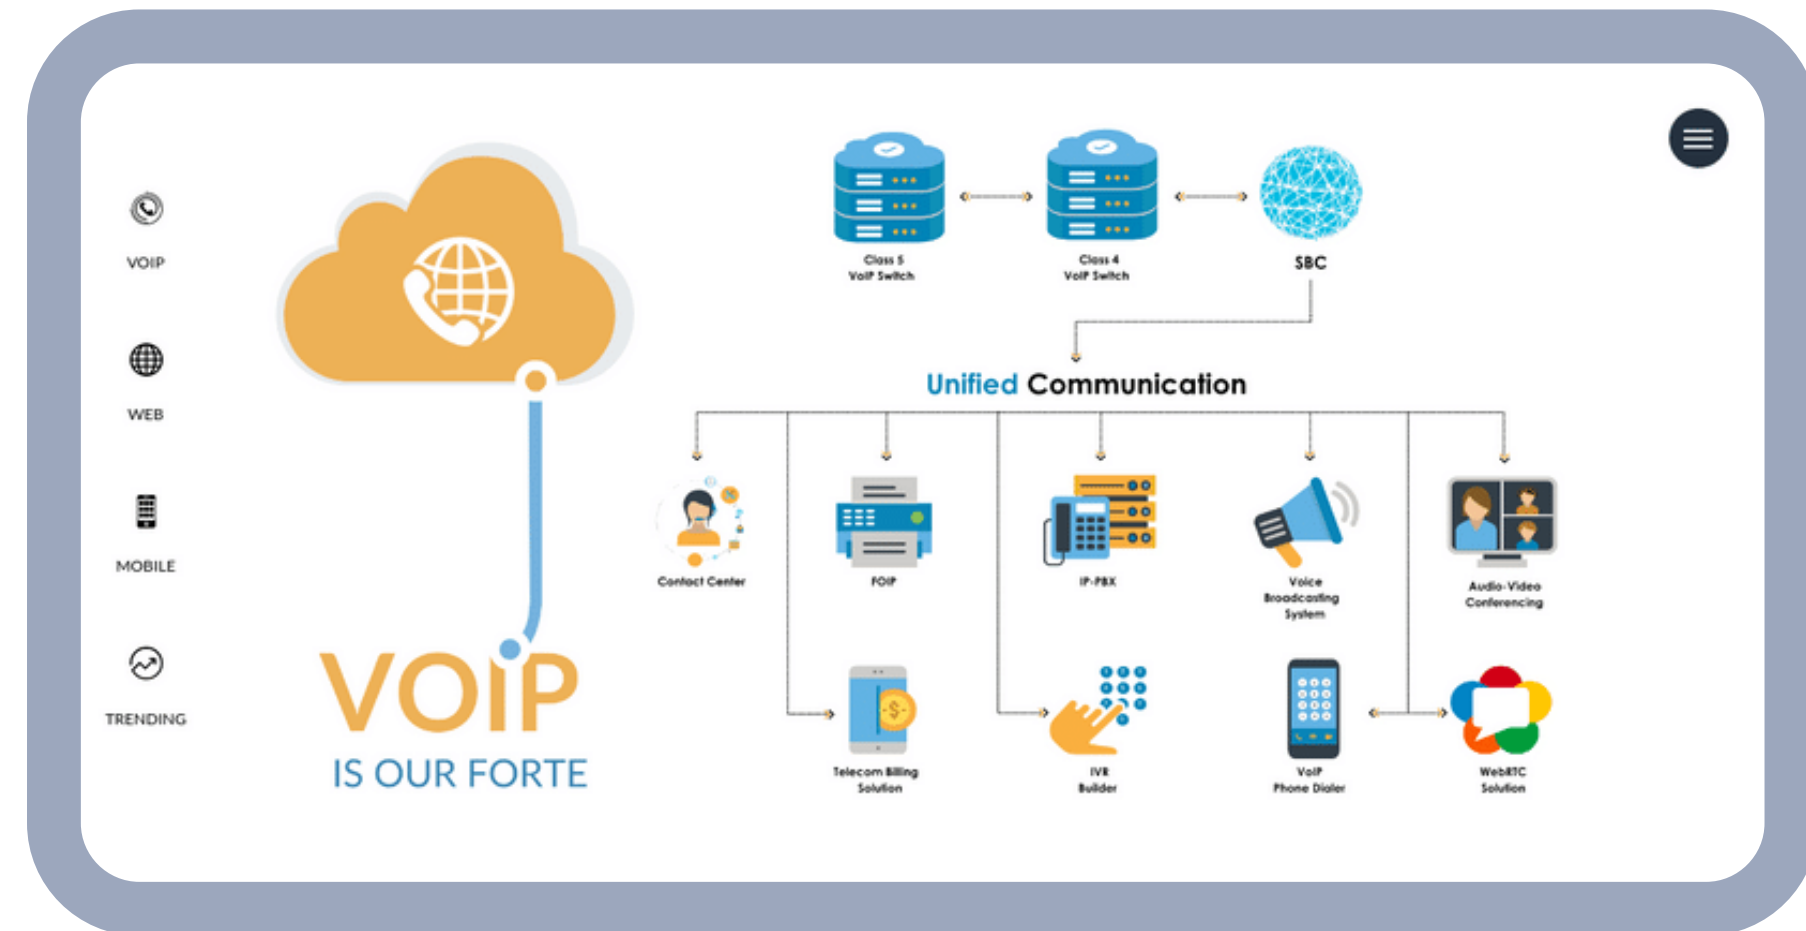 VOIP
WEB
MOBILE
TRENDING
VOIP
IS OUR FORTE
Class 5
VoIP Switch
Class 4
VoIP Switch
SBC
Unified Communication
Contact Center
FOIP
IP-PBX
Voice
Broadcasting
System
Audio-Video
Conferencing
Telecom Billing
Solution
IVR
Builder
VoIP
Phone Dialer
WebRTC
Solution